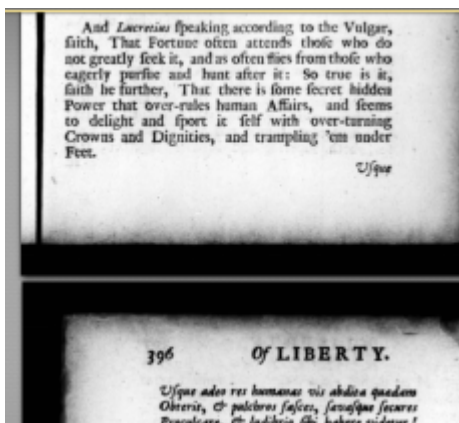 And Lucretius ſpeaking according to the Vulgar,
ſaith, That Fortune often attends thoſe who do
not greatly ſeek it, and as often flies from thoſe who
eagerly purſue and hunt after it: So true is it,
ſaith he further, That there is ſome ſecret hidden
Power that over-rules human Affairs, and ſeems
to delight and ſport it ſelf with over-turning
Crowns and Dignities, and trampling 'em under
Feet.
Uſque
396 Of LIBERTY.
Uſque adeo res humanas vis abdita quædam
Obterit, & pulchros faſces, ſævaſque ſecures